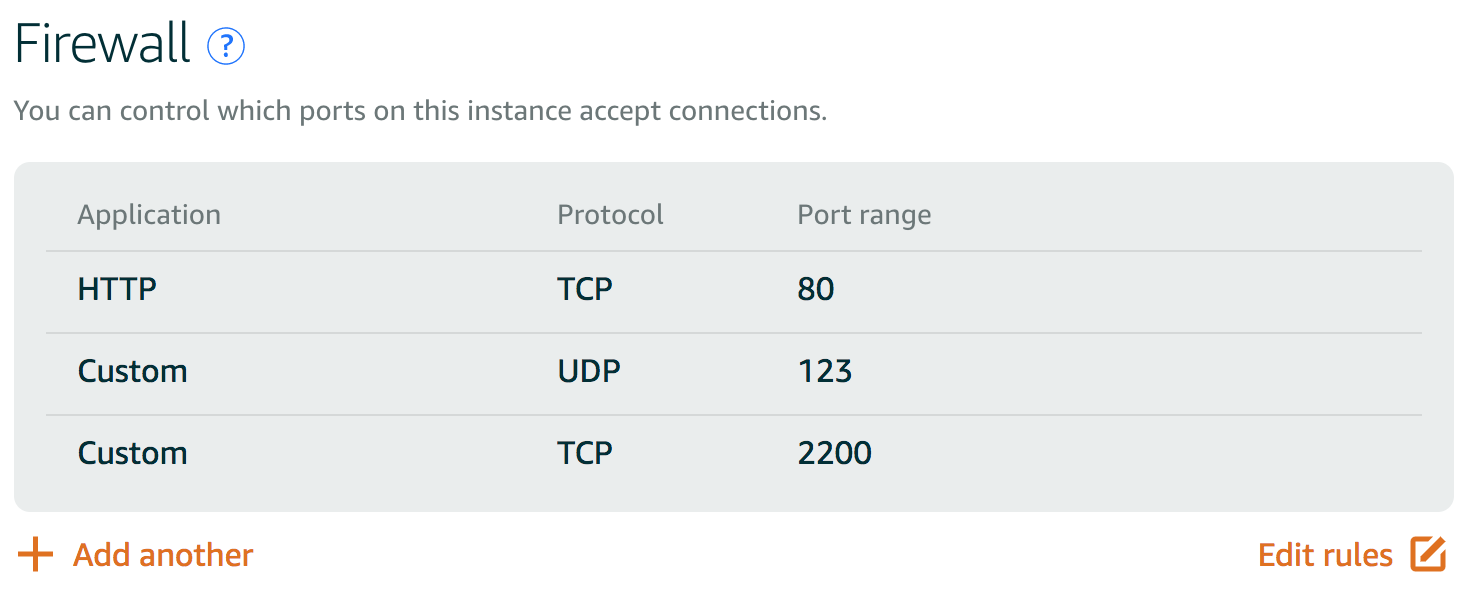 Firewall ?
You can control which ports on this instance accept connections.
Application Protocol Port range
HTTP TCP 80
Custom UDP 123
Custom TCP 2200
+ Add another Edit rules